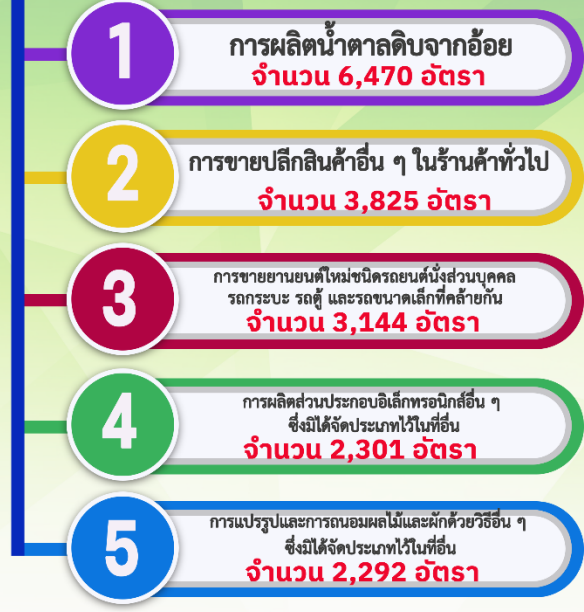 1
การผลิตน้ำตาลดิบจากอ้อย
จำนวน 6,470 อัตรา
2
การขายปลีกสินค้าอื่น ๆ ในร้านค้าทั่วไป
จำนวน 3,825 อัตรา
3
การขายยานยนต์ใหม่ชนิดรถยนต์นั่งส่วนบุคคล
รถกระบะ รถตู้ และรถขนาดเล็กที่คล้ายกัน
จำนวน 3,144 อัตรา
4
การผลิตส่วนประกอบอิเล็กทรอนิกส์อื่น ๆ
ซึ่งมิได้จัดประเภทไว้ในที่อื่น
จำนวน 2,301 อัตรา
5
การแปรรูปและการถนอมผลไม้และผักด้วยวิธีอื่น ๆ
ซึ่งมิได้จัดประเภทไว้ในที่อื่น
จำนวน 2,292 อัตรา